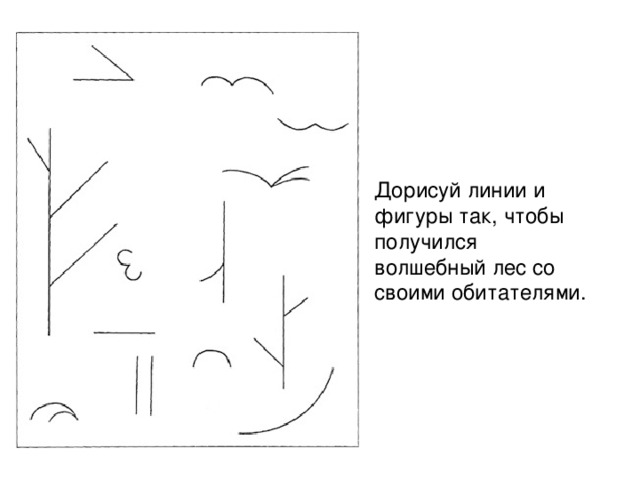 Дорисуй линии и
фигуры так, чтобы
получился
волшебный лес со
своими обитателями.